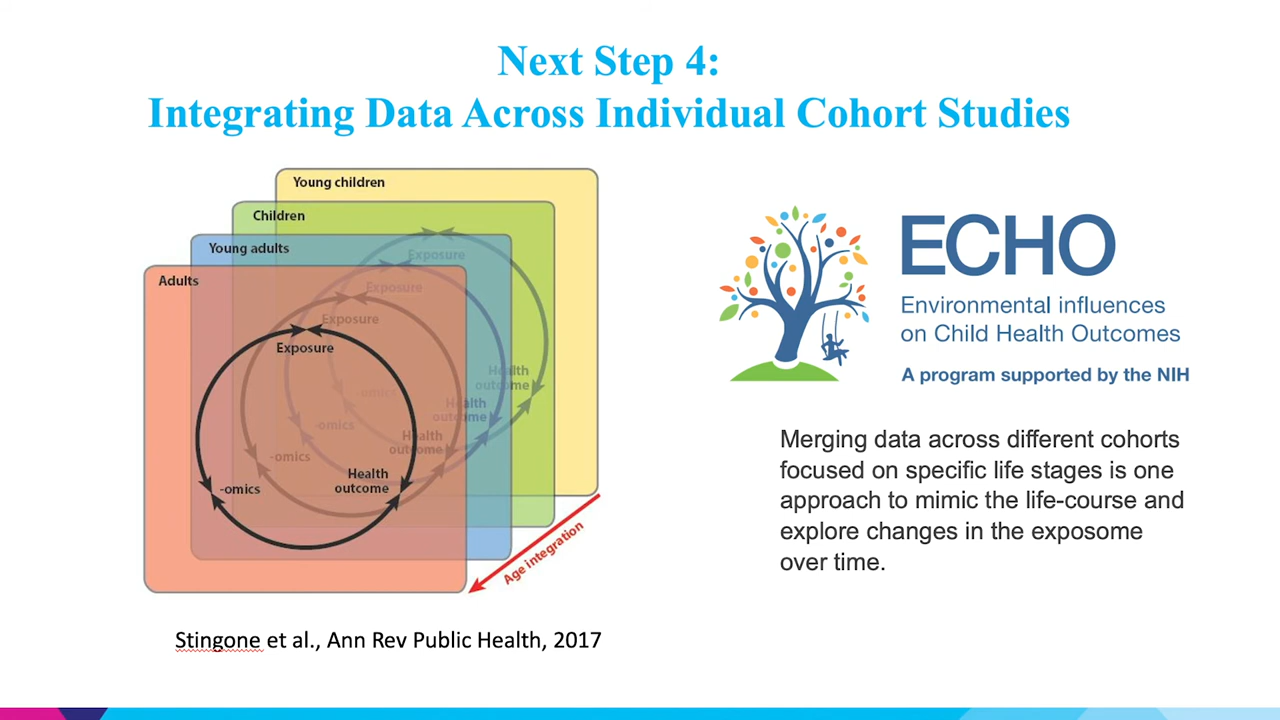 Next Step 4:
Integrating Data Across Individual Cohort Studies
Young children
Children
Young adults
Adults
Exposure
Exposure
Exposure
Exposure
Health
outcome
-omics
Health
outcome
-omics
Health
outcome
-omics
Health
outcome
-omics
Age integration
Stingone et al., Ann Rev Public Health, 2017
ECHO
Environmental influences
on Child Health Outcomes
A program supported by the NIH
Merging data across different cohorts
focused on specific life stages is one
approach to mimic the life-course and
explore changes in the exposome
over time.